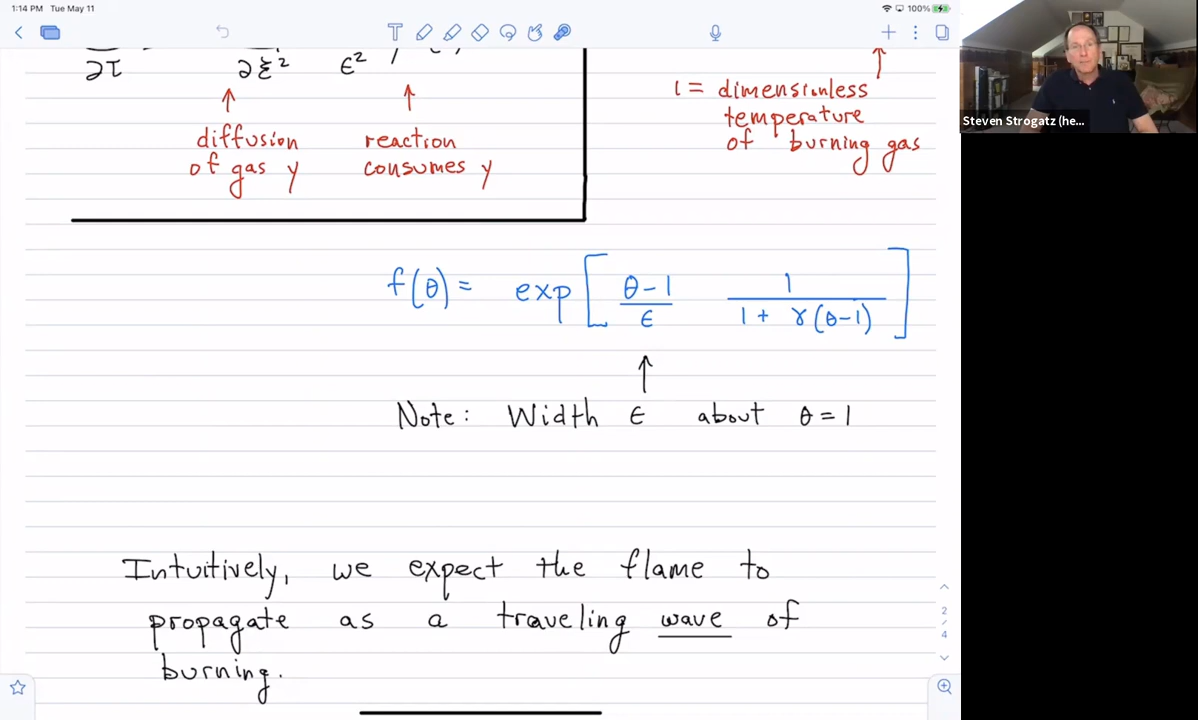 1:14 PM Tue May 11
100%
∂τ ∂ξ² ε²
diffusion of gas y
reaction consumes y
1 = dimensionless
temperature
of burning gas
f(θ) = exp[ θ-1/ε 1/1+ γ(θ-1) ]
Note: Width ε about θ = 1
Intuitively, we expect the flame to
propagate as a traveling wave of
burning.
2/4
Steven Strogatz (he...